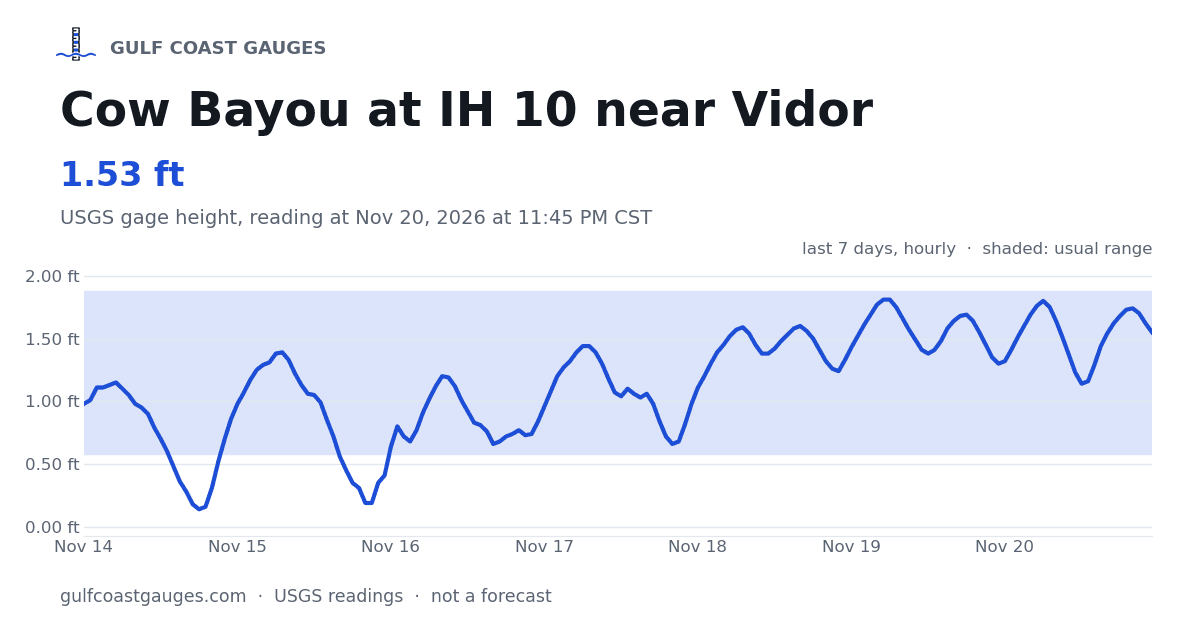 GULF COAST GAUGES
Cow Bayou at IH 10 near Vidor
1.53 ft
USGS gage height, reading at Nov 20, 2026 at 11:45 PM CST
last 7 days, hourly · shaded: usual range
2.00 ft
1.50 ft
1.00 ft
0.50 ft
0.00 ft
Nov 14 Nov 15 Nov 16 Nov 17 Nov 18 Nov 19 Nov 20
gulfcoastgauges.com · USGS readings · not a forecast